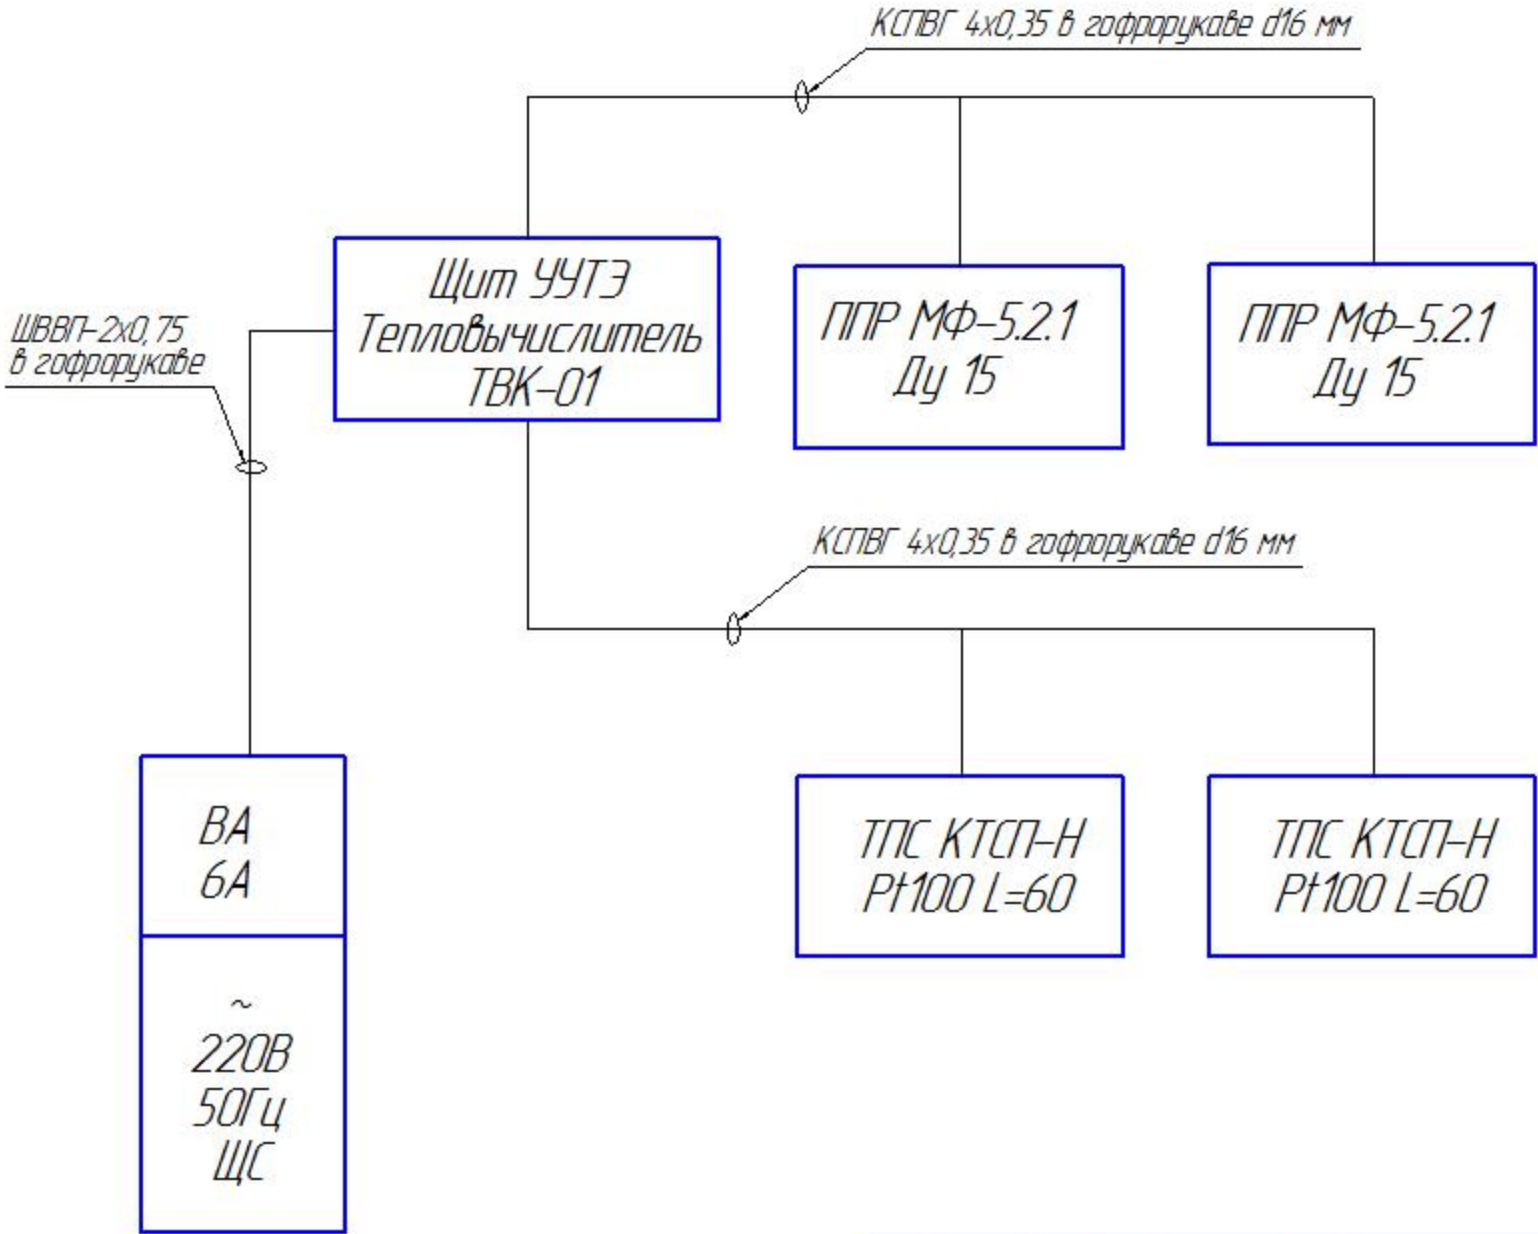 КСПВГ 4х0,35 в гофрорукаве d16 мм
Щит УУТЭ
Тепловычислитель
ТВК-01
ППР МФ-5.2.1
Ду 15
ППР МФ-5.2.1
Ду 15
ШВВП-2х0,75
в гофрорукаве
КСПВГ 4х0,35 в гофрорукаве d16 мм
ВА
6А
~
220В
50Гц
ЩС
ТПС КТСП-Н
Pt100 L=60
ТПС КТСП-Н
Pt100 L=60